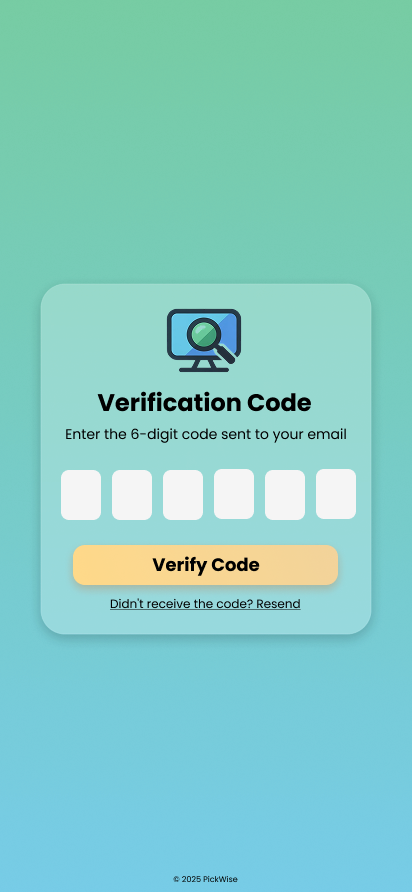 Verification Code
Enter the 6-digit code sent to your email
Verify Code
Didn't receive the code? Resend
© 2025 PickWise